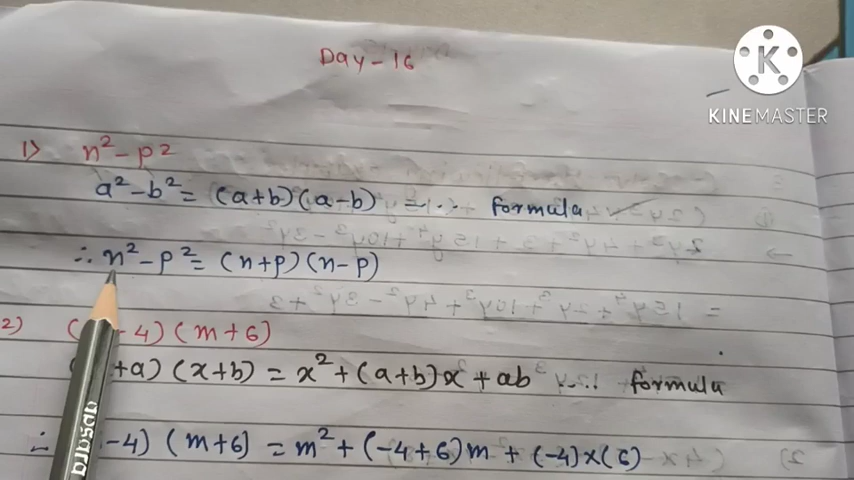 Day-16
K
KINEMASTER
1) n² - p²
a² - b² = (a+b)(a-b) -... formula
∴ n² - p² = (n+p)(n-p)
2) ( -4)(m+6)
+a)(x+b) = x² + (a+b)x + ab .... formula
∴ -4)(m+6) = m² + (-4+6)m + (-4)×(6)
apsara